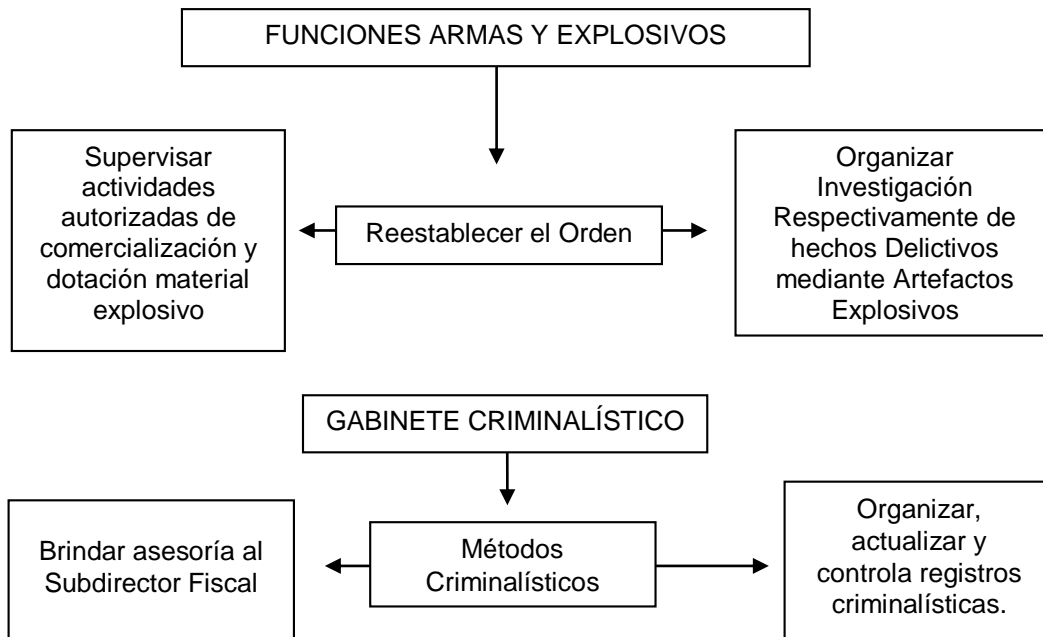 FUNCIONES ARMAS Y EXPLOSIVOS
Supervisar
actividades
autorizadas de
comercialización y
dotación material
explosivo
Reestablecer el Orden
Organizar
Investigación
Respectivamente de
hechos Delictivos
mediante Artefactos
Explosivos
GABINETE CRIMINALÍSTICO
Brindar asesoría al
Subdirector Fiscal
Métodos
Criminalísticos
Organizar,
actualizar y
controla registros
criminalísticas.